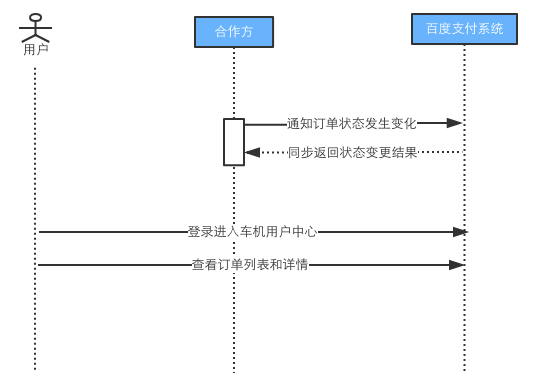 用户
合作方
百度支付系统
通知订单状态发生变化
同步返回状态变更结果
登录进入车机用户中心
查看订单列表和详情